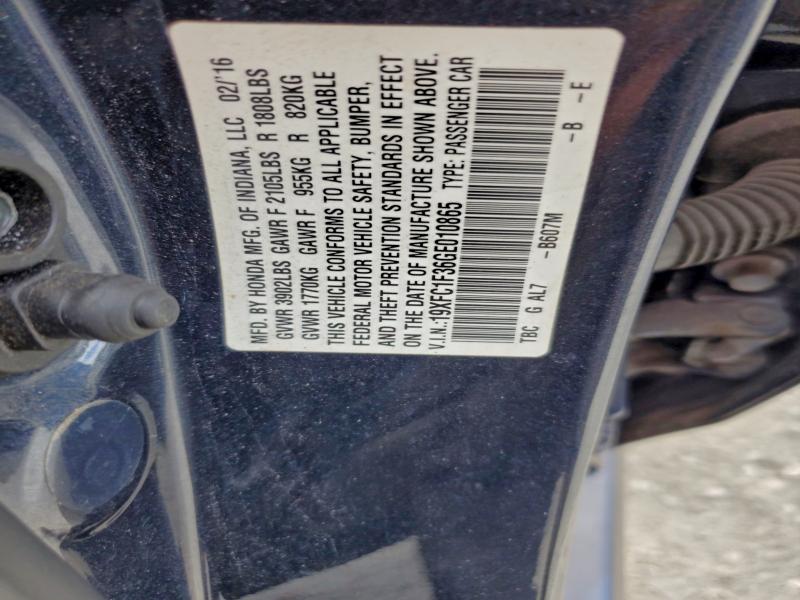 MFD. BY HONDA MFG. OF INDIANA, LLC 02/'16
GVWR 3902LBS GAWR F 2105LBS R 1808LBS
GVWR 1770KG GAWR F 955KG R 820KG
THIS VEHICLE CONFORMS TO ALL APPLICABLE
FEDERAL MOTOR VEHICLE SAFETY, BUMPER,
AND THEFT PREVENTION STANDARDS IN EFFECT
ON THE DATE OF MANUFACTURE SHOWN ABOVE.
V.I.N.:19XFC1F36GE010865 TYPE: PASSENGER CAR
TBC G AL7 -B607M -B -E